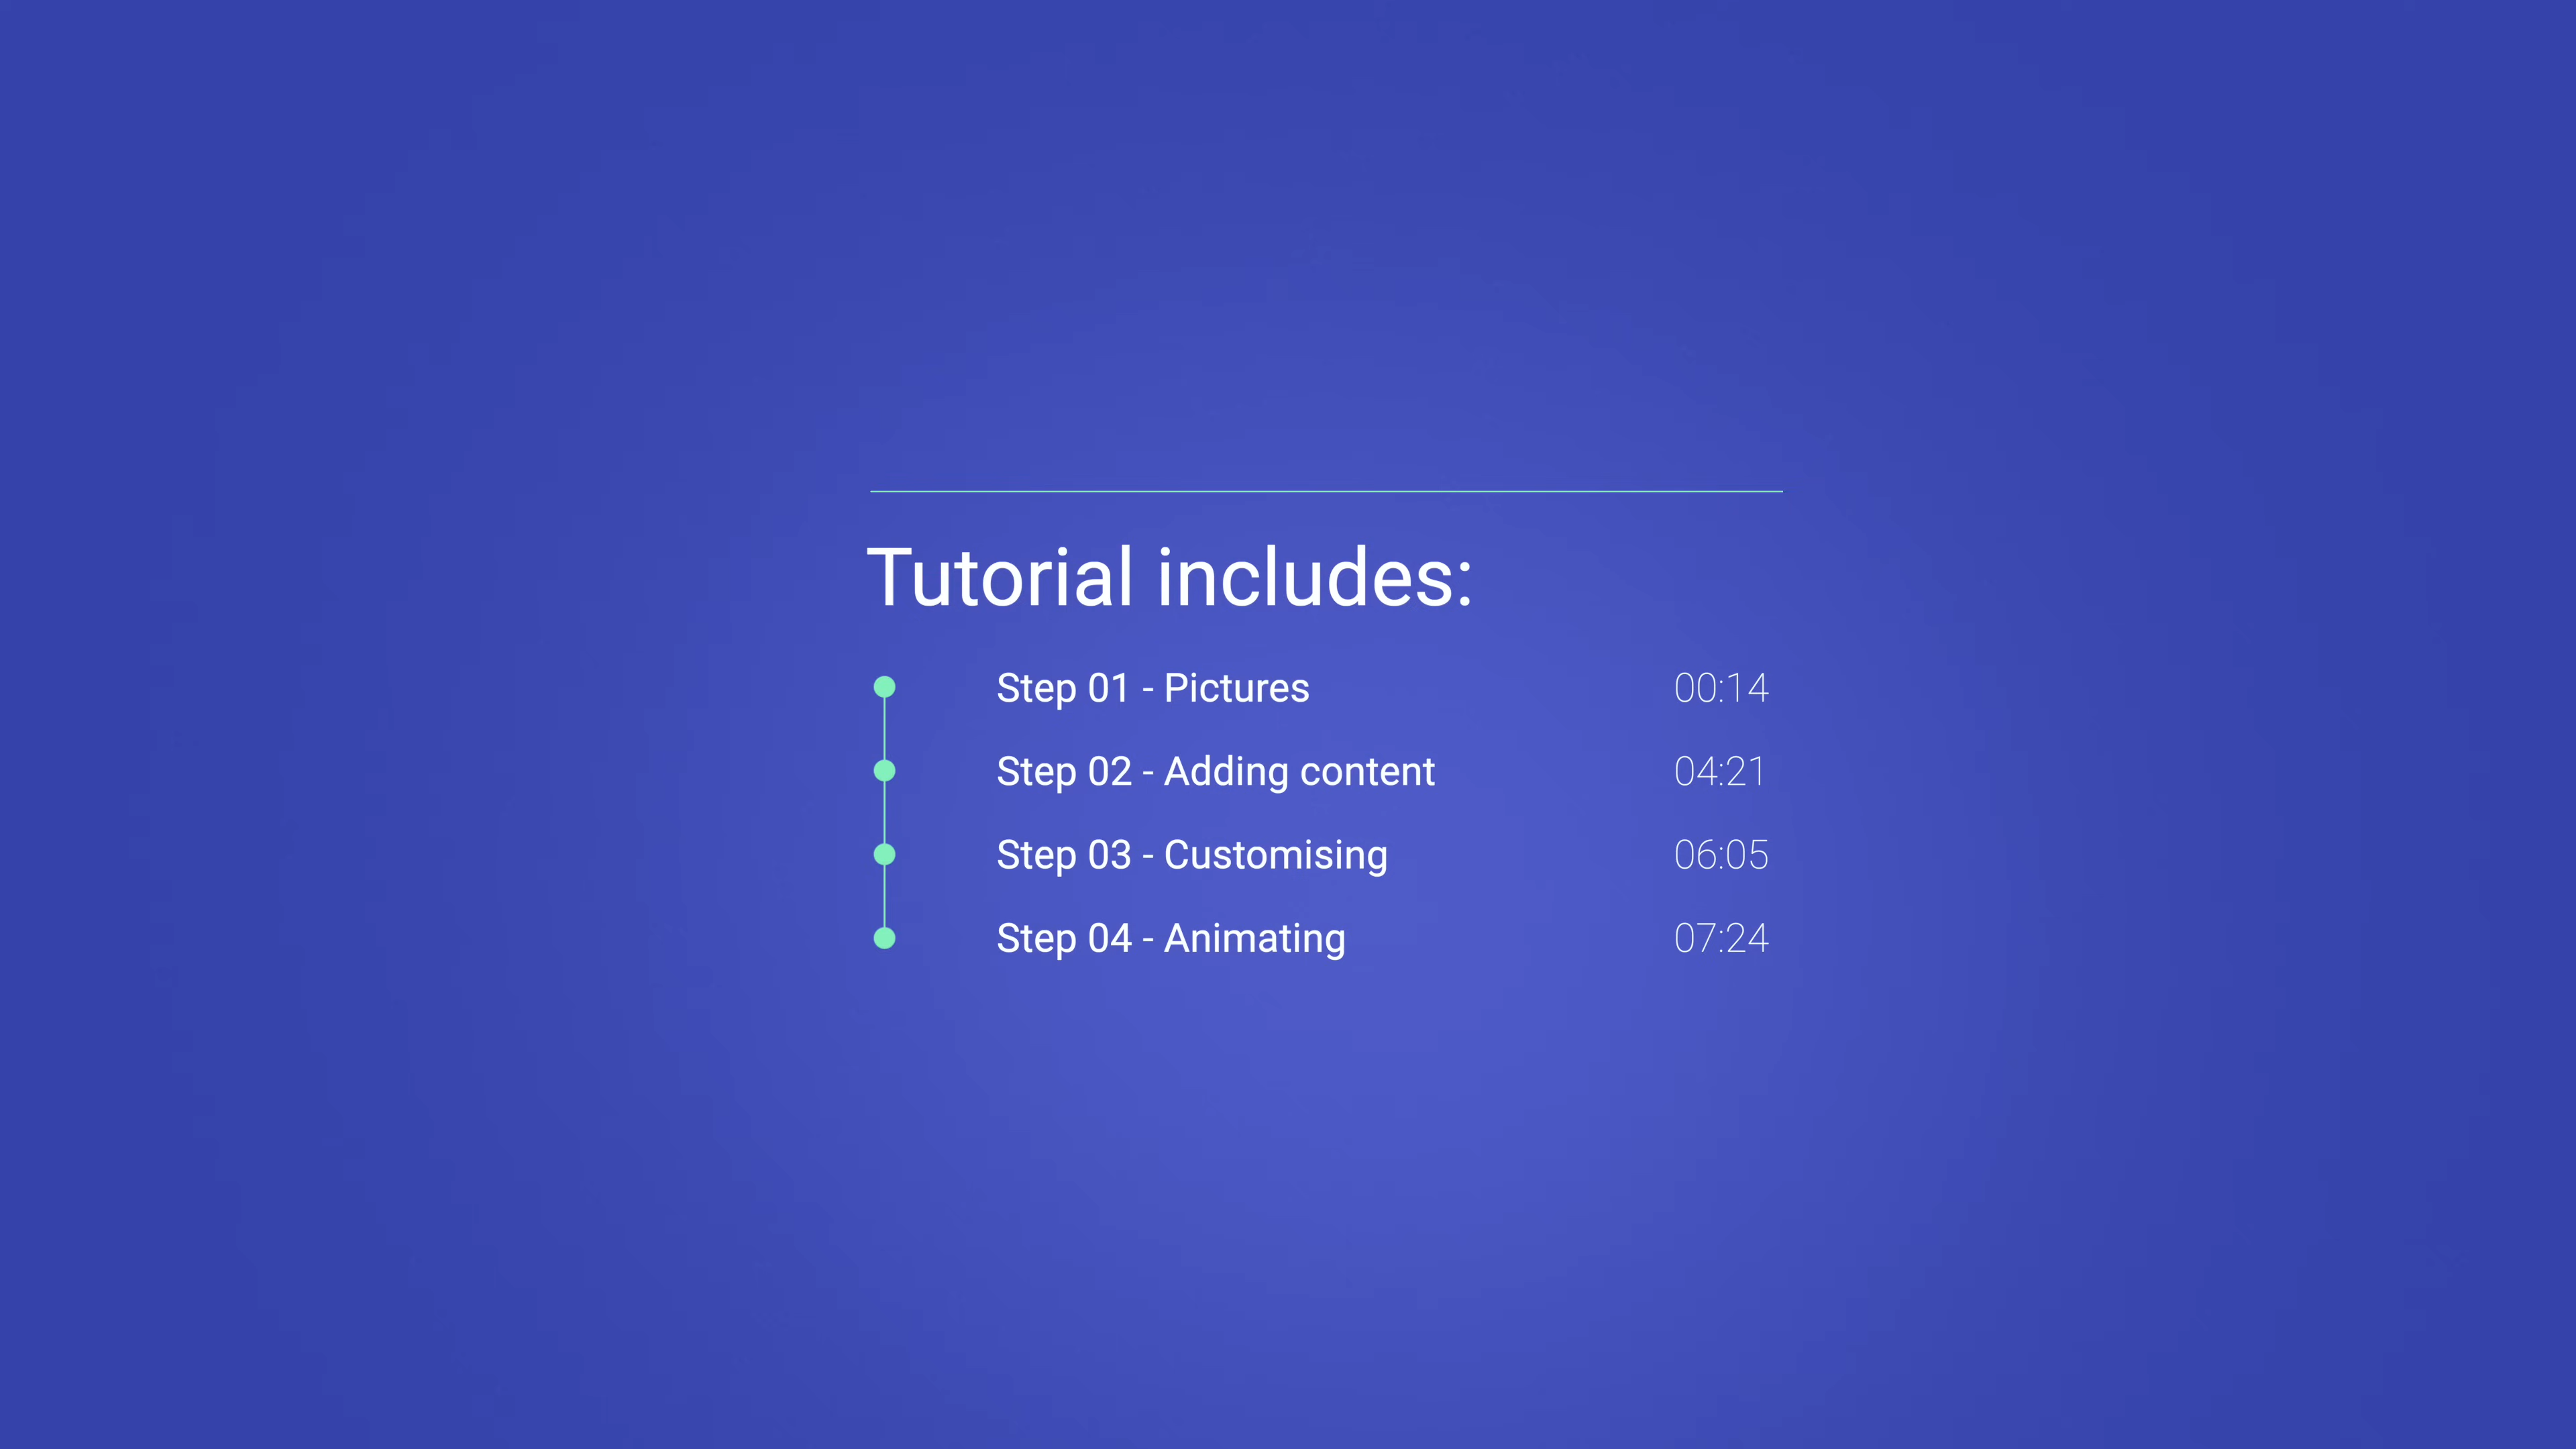 Tutorial includes:
Step 01 - Pictures 00:14
Step 02 - Adding content 04:21
Step 03 - Customising 06:05
Step 04 - Animating 07:24